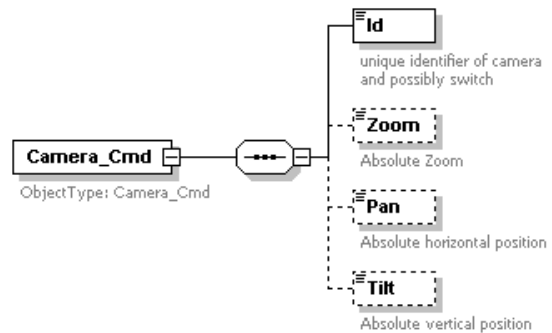 Id
unique identifier of camera
and possibly switch
Zoom
Absolute Zoom
Camera_Cmd
ObjectType: Camera_Cmd
Pan
Absolute horizontal position
Tilt
Absolute vertical position